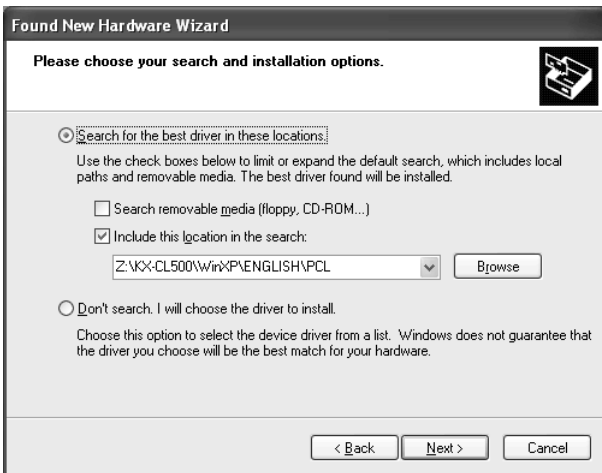 Found New Hardware Wizard
Please choose your search and installation options.
Search for the best driver in these locations.
Use the check boxes below to limit or expand the default search, which includes local
paths and removable media. The best driver found will be installed.
Search removable media (floppy, CD-ROM...)
Include this location in the search:
Z:\KX-CL500\WinXP\ENGLISH\PCL
Browse
Don't search. I will choose the driver to install.
Choose this option to select the device driver from a list. Windows does not guarantee that
the driver you choose will be the best match for your hardware.
< Back
Next >
Cancel